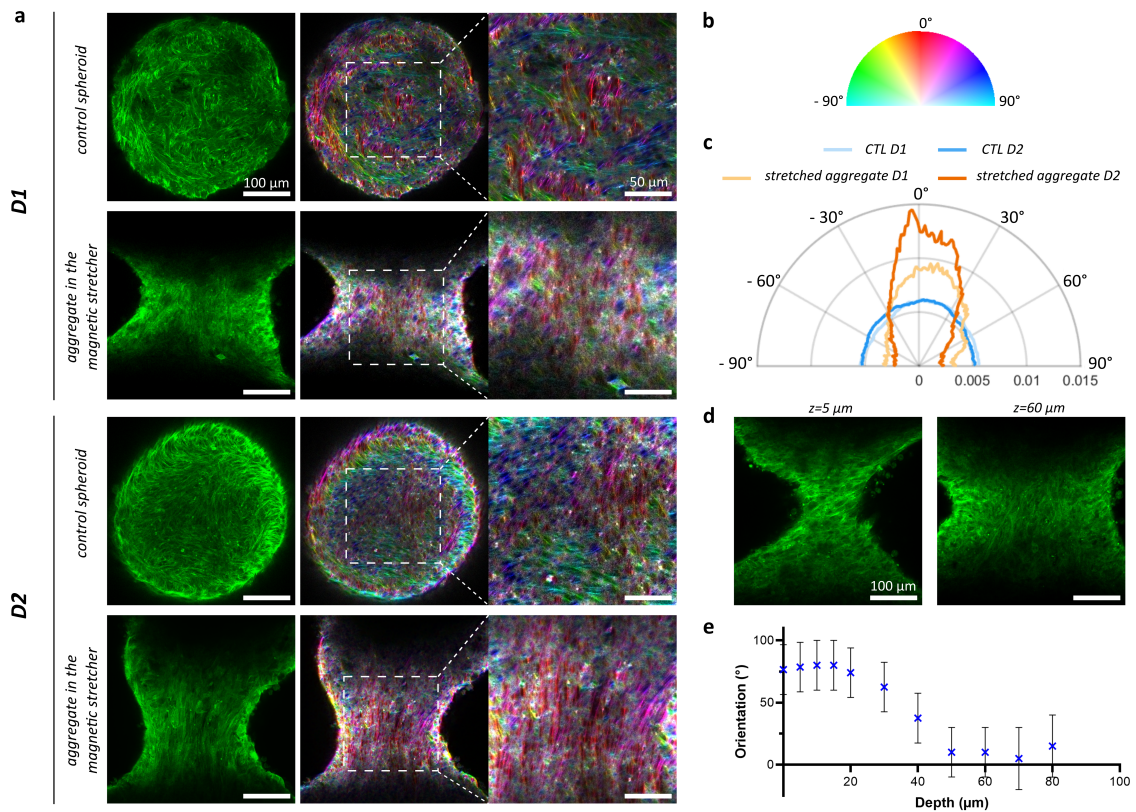 a
D1
control spheroid
100 µm
50 µm
aggregate in the
magnetic stretcher
D2
control spheroid
aggregate in the
magnetic stretcher
b
0°
- 90°
90°
c
CTL D1
CTL D2
stretched aggregate D1
stretched aggregate D2
0°
- 30°
30°
- 60°
60°
- 90°
90°
0
0.005
0.01
0.015
d
z=5 µm
z=60 µm
100 µm
e
100
50
0
Orientation (°)
20
40
60
80
100
Depth (µm)